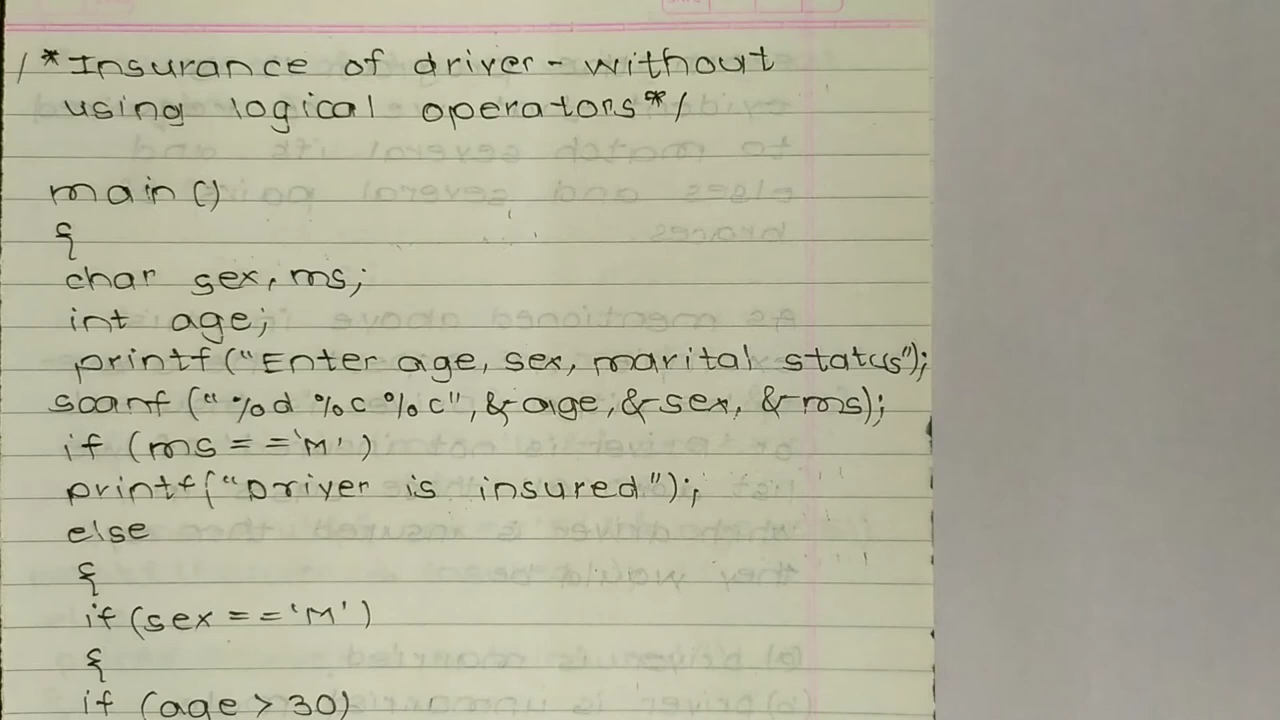 /*Insurance of driver - without
using logical operators*/
main()
{
char sex, ms;
int age;
printf("Enter age, sex, marital status");
scanf ("%d %c %c", &age, &sex, &ms);
if (ms = ='M')
printf("Driver is insured");
else
{
if (sex = ='M')
{
if (age > 30)